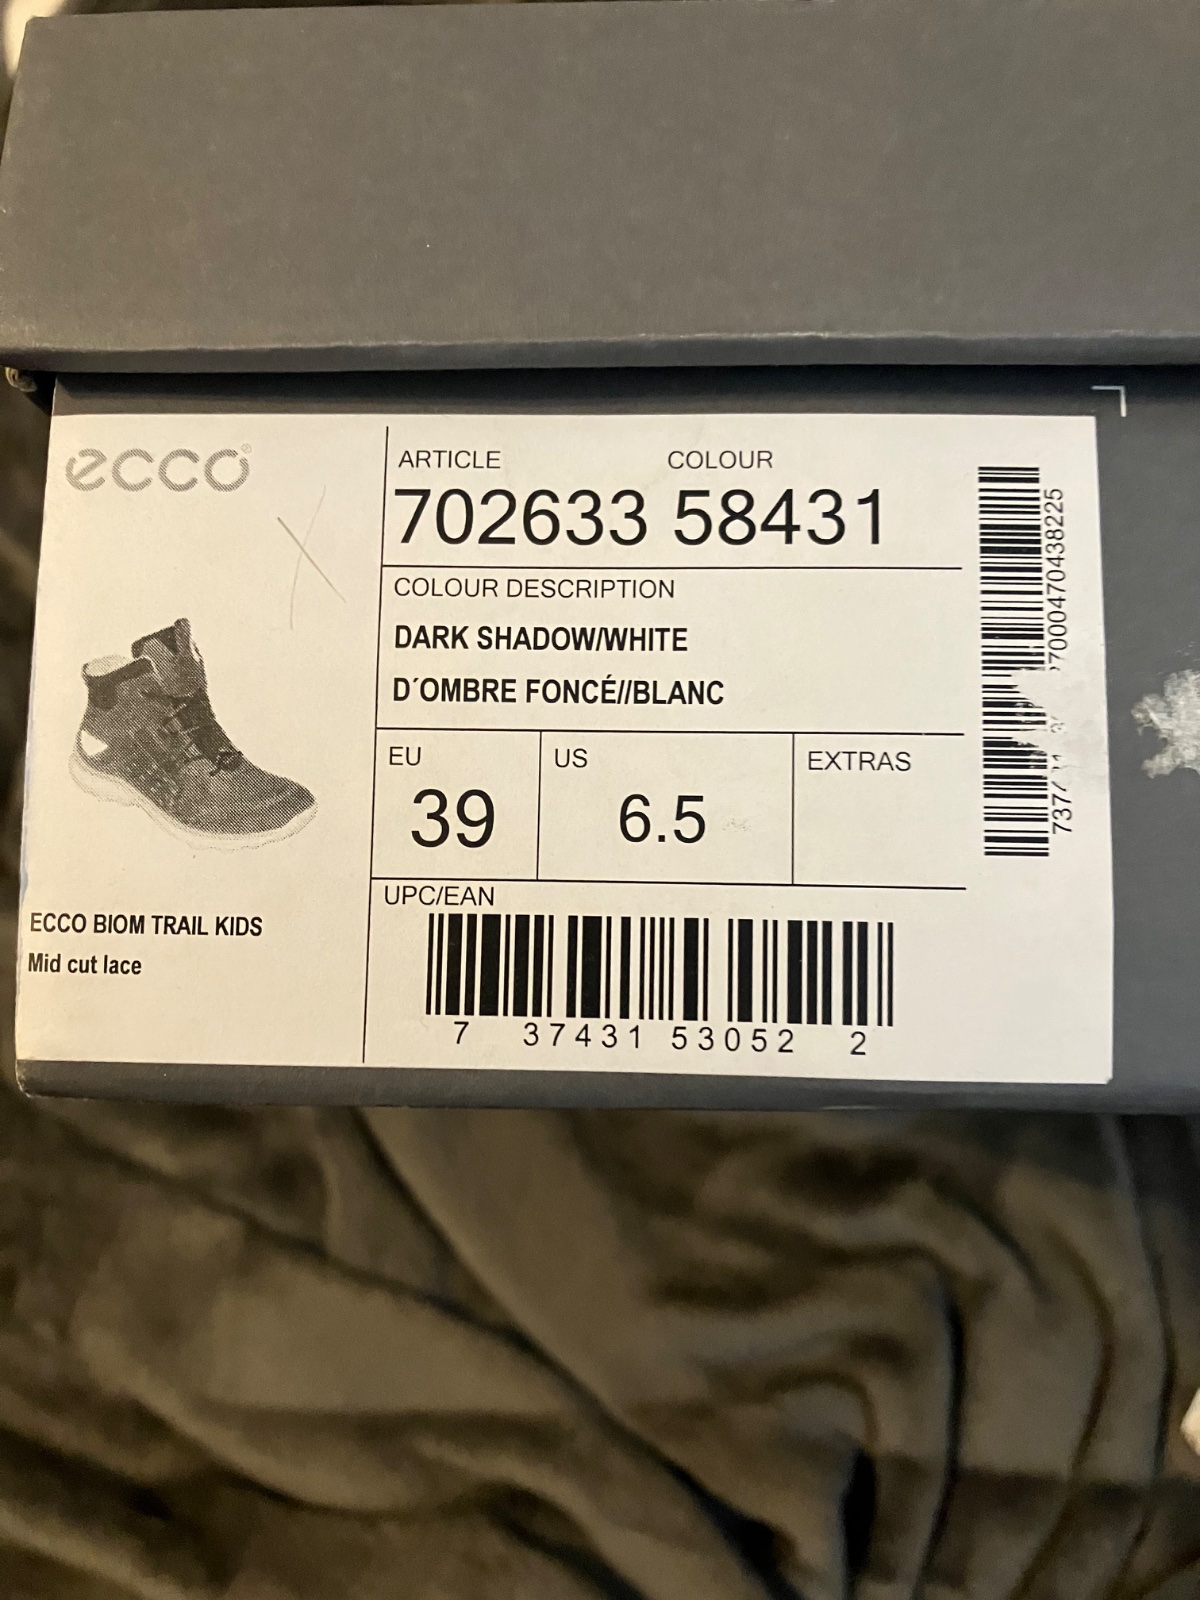 ecco®
ARTICLE COLOUR
702633 58431
COLOUR DESCRIPTION
DARK SHADOW/WHITE
D´OMBRE FONCÉ//BLANC
EU
39
US
6.5
EXTRAS
UPC/EAN
7 37431 53052 2
ECCO BIOM TRAIL KIDS
Mid cut lace